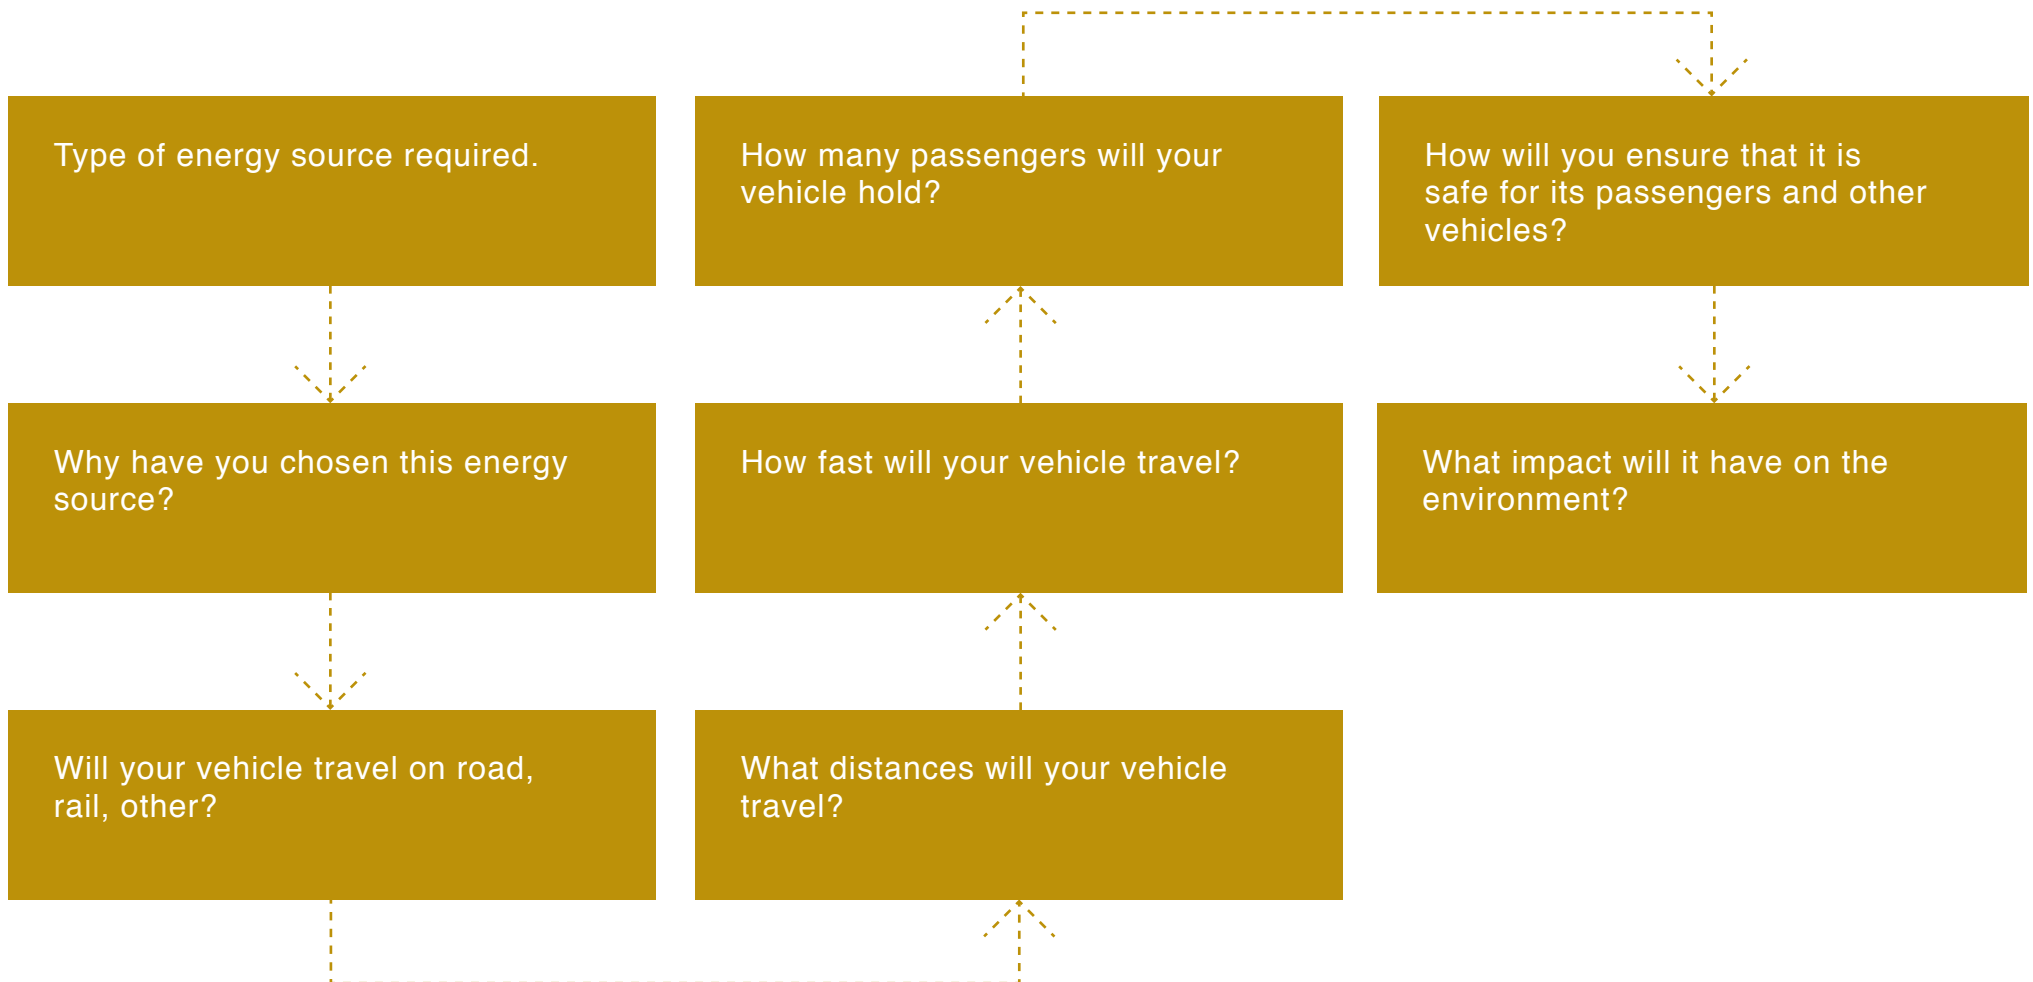 Type of energy source required.
Why have you chosen this energy
source?
Will your vehicle travel on road,
rail, other?
What distances will your vehicle
travel?
How fast will your vehicle travel?
How many passengers will your
vehicle hold?
How will you ensure that it is
safe for its passengers and other
vehicles?
What impact will it have on the
environment?